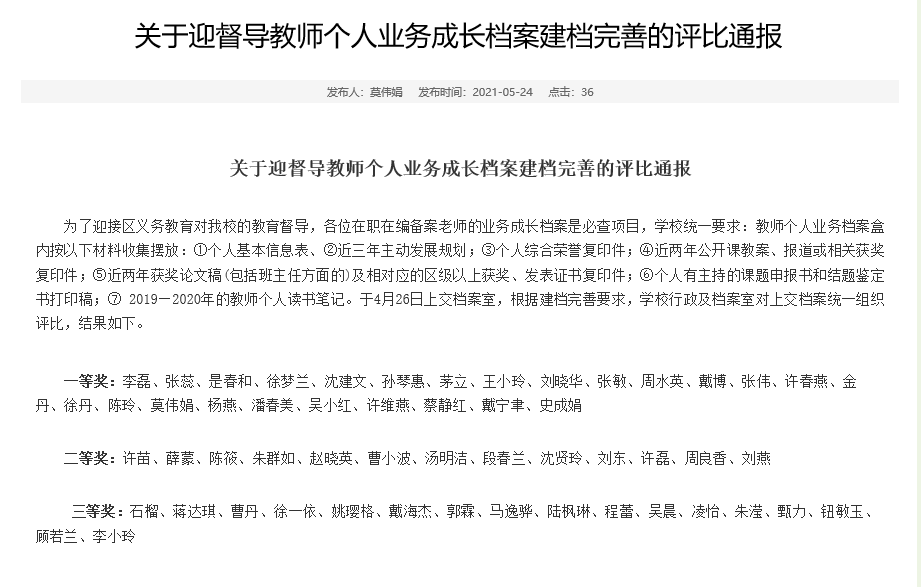 关于迎督导教师个人业务成长档案建档完善的评比通报
发布人：莫伟娟 发布时间：2021-05-24 点击：36
关于迎督导教师个人业务成长档案建档完善的评比通报
为了迎接区义务教育对我校的教育督导，各位在职在编备案老师的业务成长档案是必查项目，学校统一要求：教师个人业务档案盒
内按以下材料收集摆放：①个人基本信息表、②近三年主动发展规划；③个人综合荣誉复印件；④近两年公开课教案、报道或相关获奖
复印件；⑤近两年获奖论文稿(包括班主任方面的)及相对应的区级以上获奖、发表证书复印件；⑥个人有主持的课题申报书和结题鉴定
书打印稿；⑦ 2019—2020年的教师个人读书笔记。于4月26日上交档案室，根据建档完善要求，学校行政及档案室对上交档案统一组织
评比，结果如下。
一等奖：李磊、张蕊、是春和、徐梦兰、沈建文、孙琴惠、茅立、王小玲、刘晓华、张敏、周水英、戴博、张伟、许春燕、金
丹、徐丹、陈玲、莫伟娟、杨燕、潘春美、吴小红、许维燕、蔡静红、戴宁聿、史成娟
二等奖：许苗、薛蒙、陈筱、朱群如、赵晓英、曹小波、汤明洁、段春兰、沈贤玲、刘东、许磊、周良香、刘燕
三等奖：石榴、蒋达琪、曹丹、徐一依、姚璎格、戴海杰、郭霖、马逸骅、陆枫琳、程蕾、吴晨、凌怡、朱滢、甄力、钮敏玉、
顾若兰、李小玲